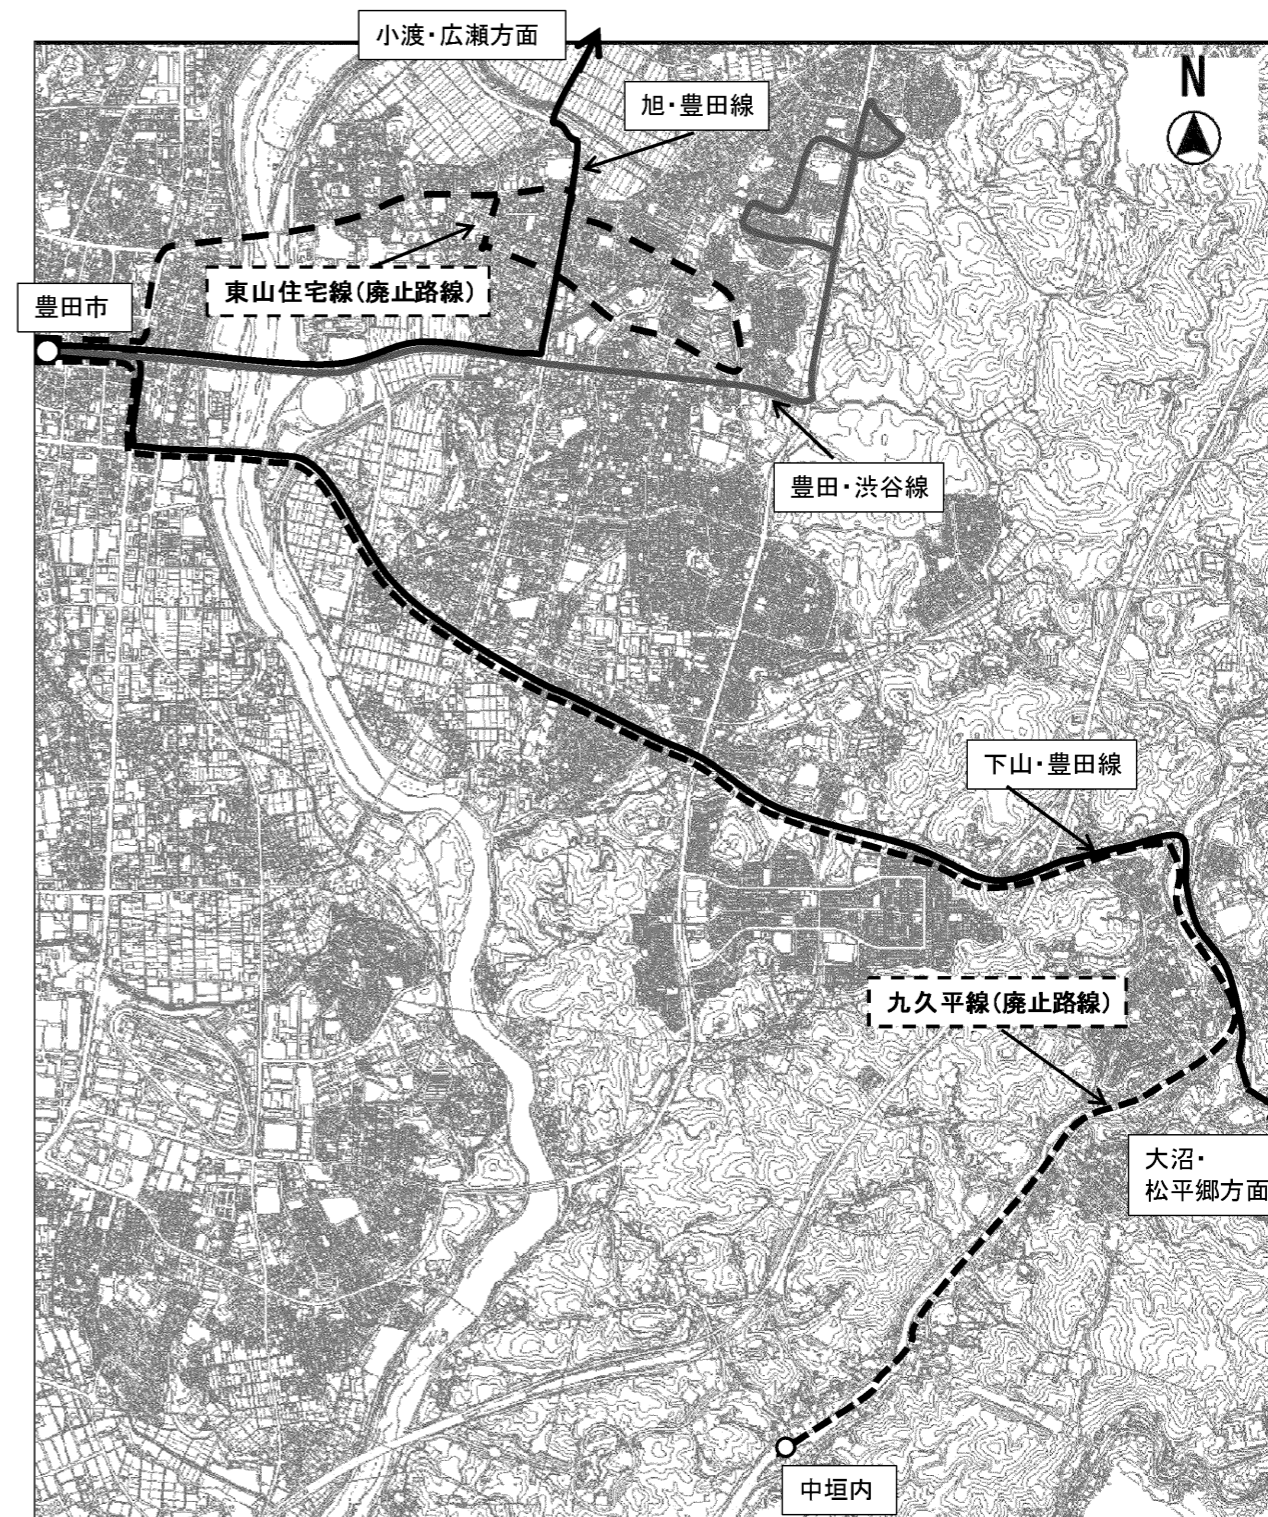 小渡・広瀬方面
N
旭・豊田線
東山住宅線(廃止路線)
豊田市
豊田・渋谷線
下山・豊田線
九久平線(廃止路線)
大沼・
松平郷方面
中垣内